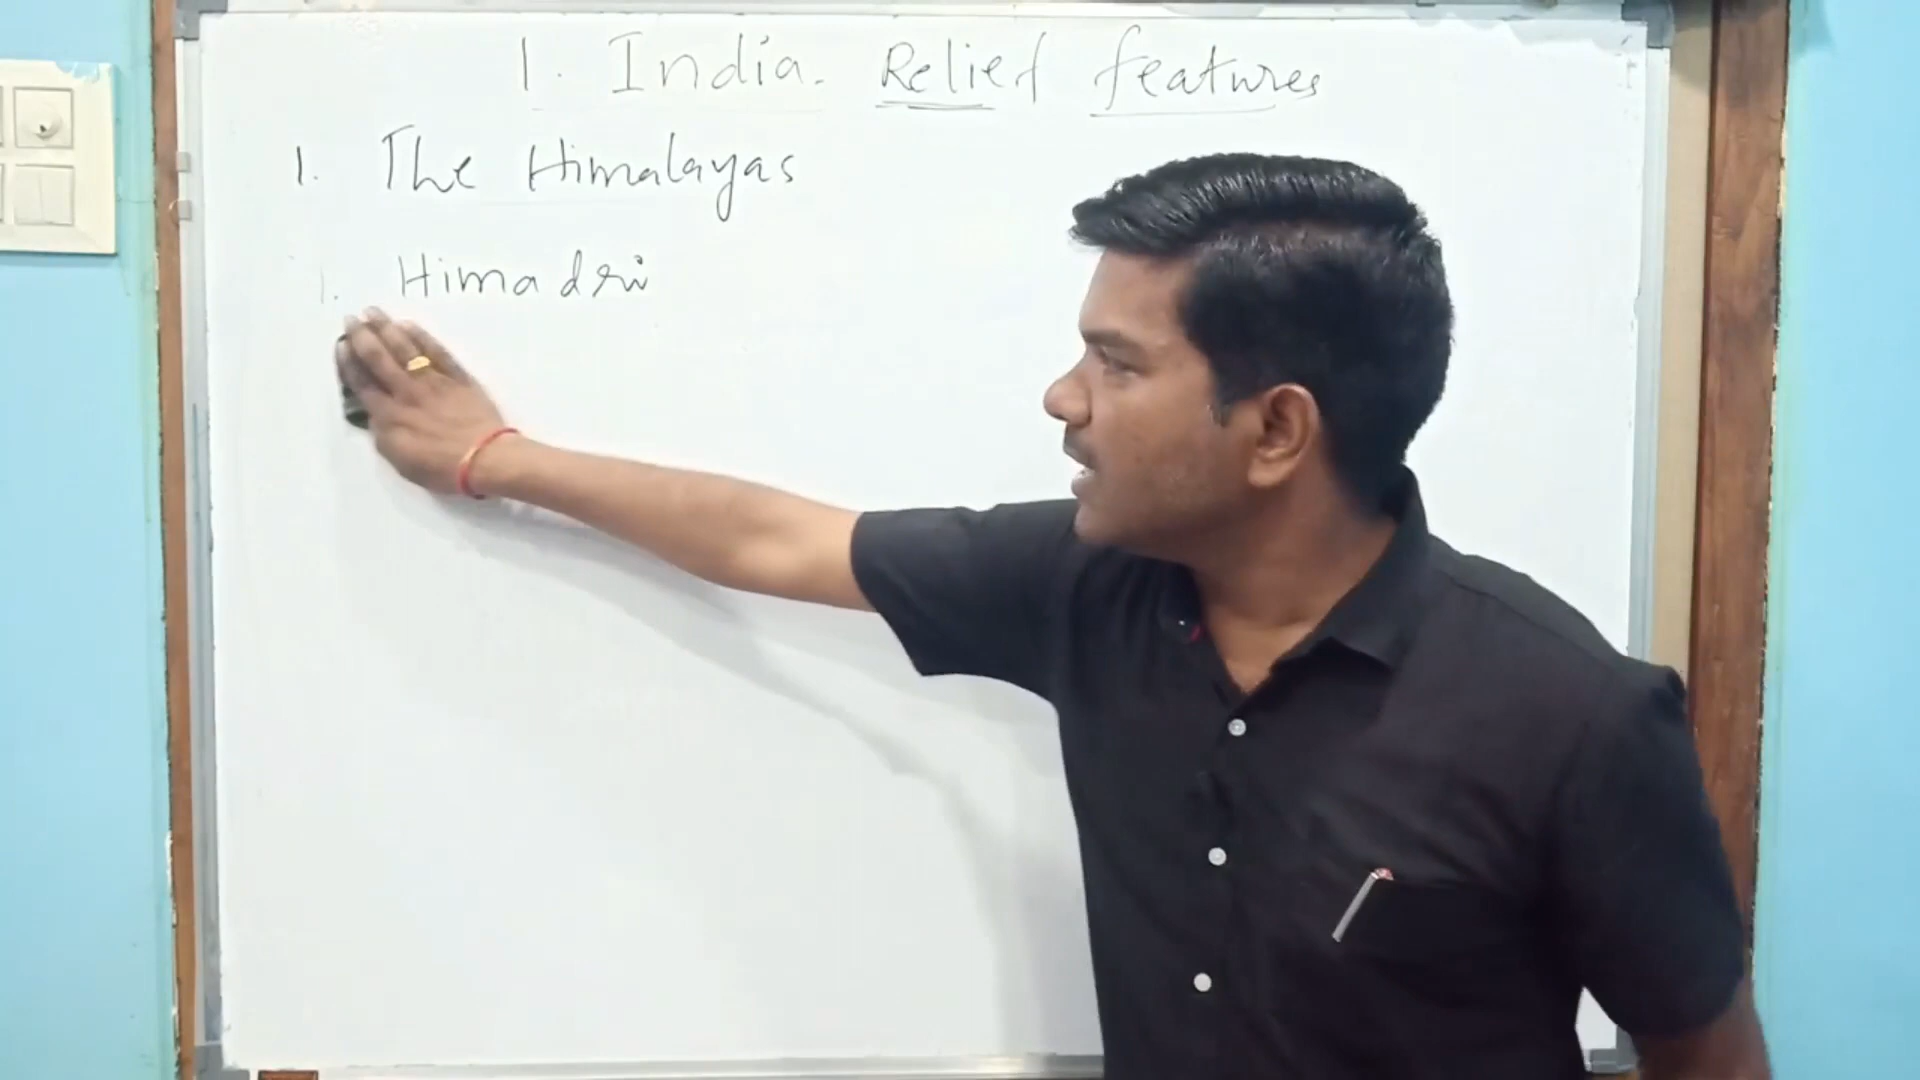 1. India. Relief features
1. The Himalayas
1. Himadri